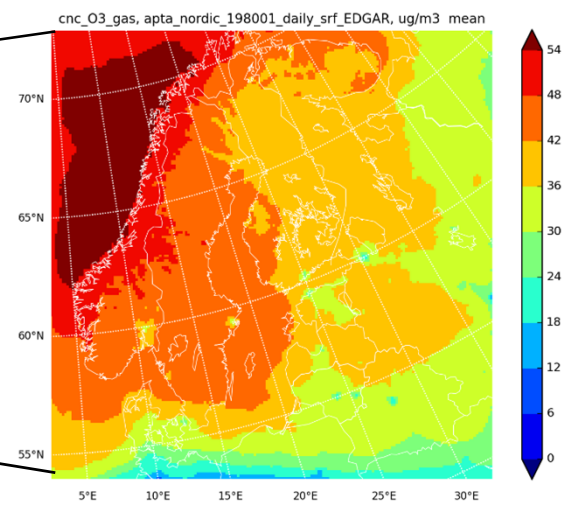 cnc_O3_gas, apta_nordic_198001_daily_srf_EDGAR, ug/m3  mean
70°N
65°N
60°N
55°N
5°E
10°E
15°E
20°E
25°E
30°E
54
48
42
36
30
24
18
12
6
0